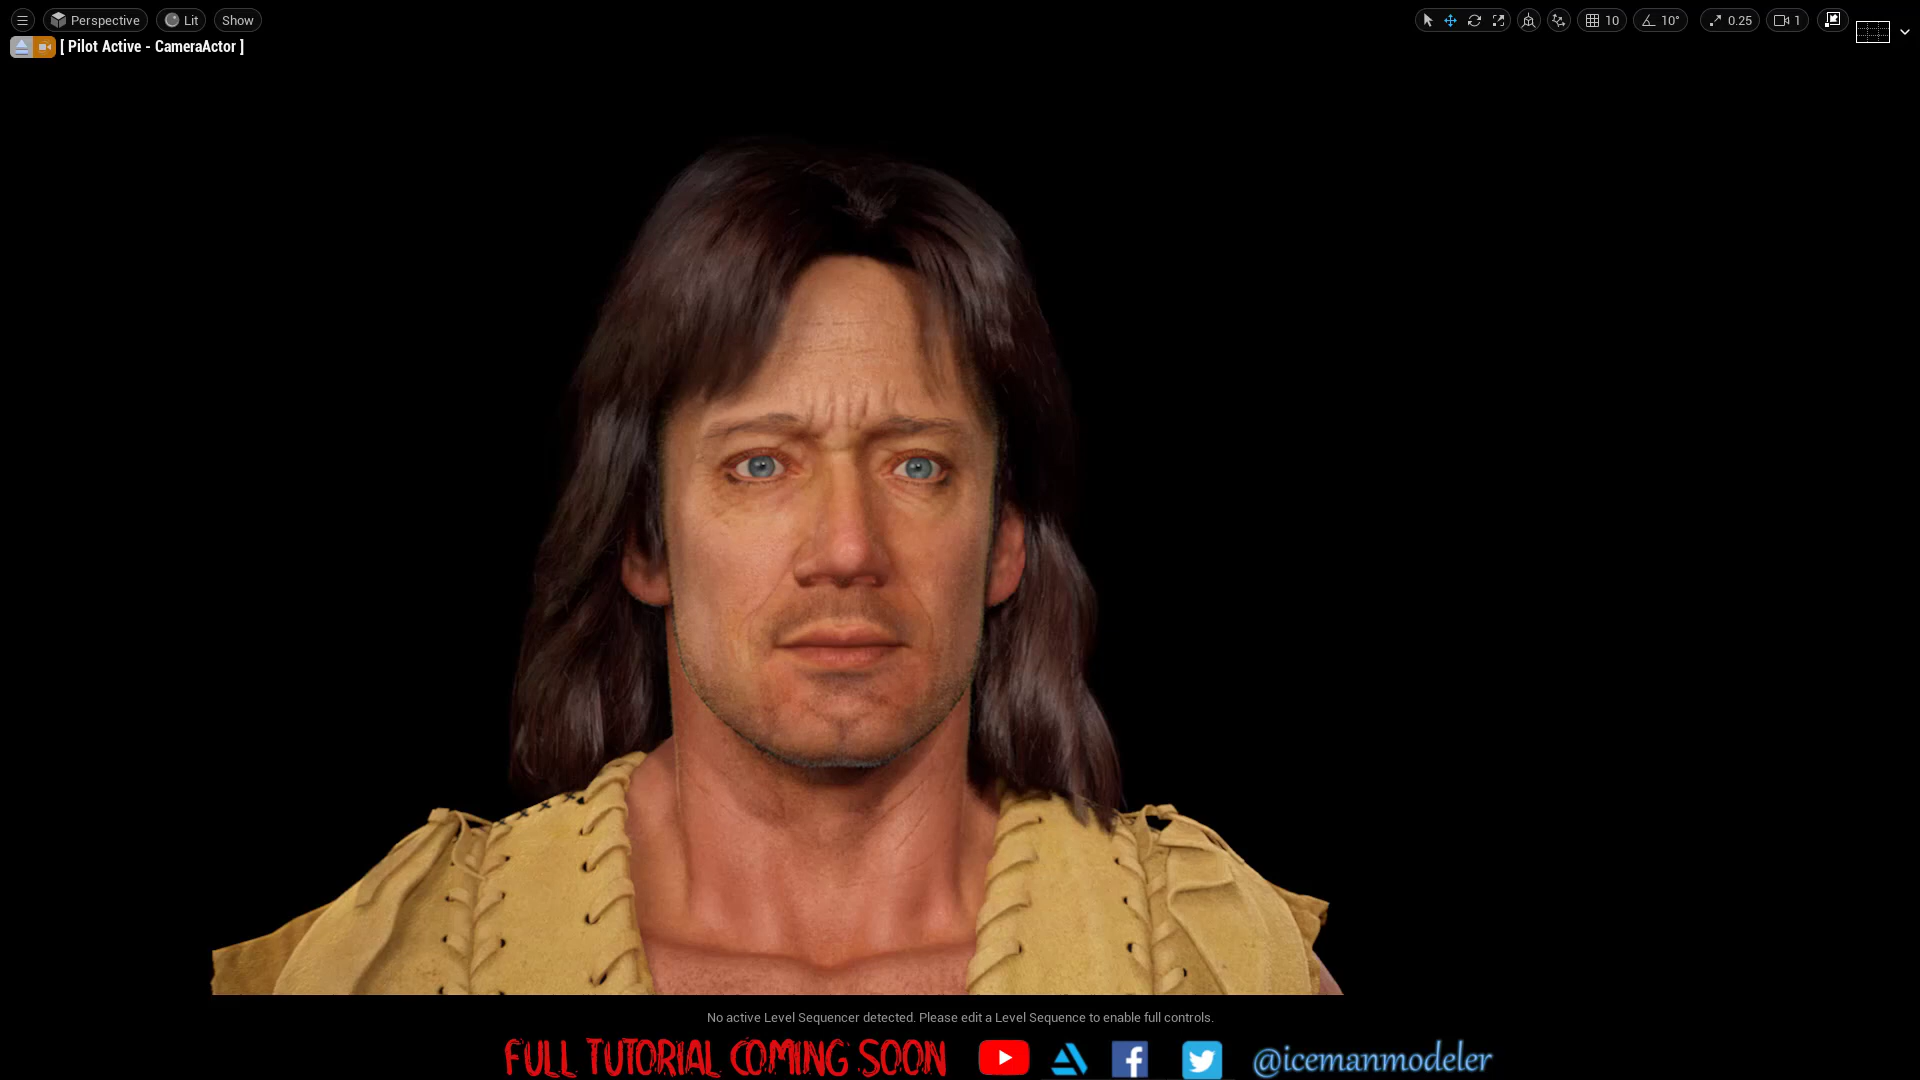 Perspective Lit Show 10 10° 0.25 1
[ Pilot Active - CameraActor ]
No active Level Sequencer detected. Please edit a Level Sequence to enable full controls.
FULL TUTORIAL COMING SOON @icemanmodeler